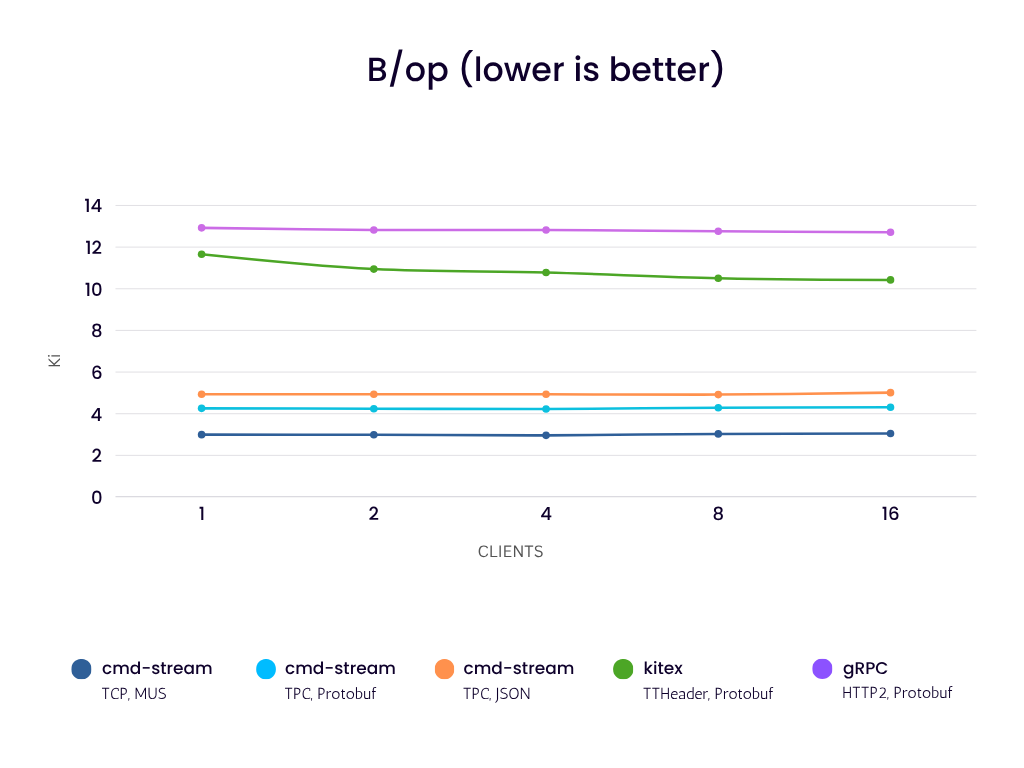 B/op (lower is better)
14
12
10
8
6
4
2
0
Ki
1 2 4 8 16
CLIENTS
cmd-stream cmd-stream cmd-stream kitex gRPC
TCP, MUS TPC, Protobuf TPC, JSON TTHeader, Protobuf HTTP2, Protobuf